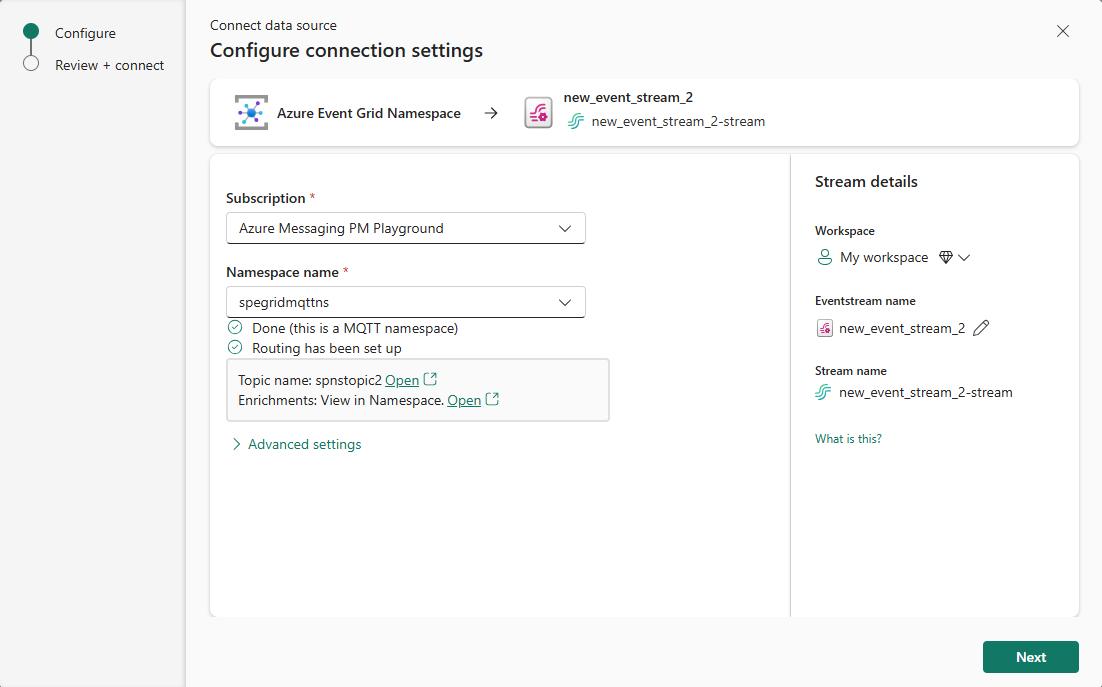 Configure
Review + connect
Connect data source
Configure connection settings
Azure Event Grid Namespace
new_event_stream_2
new_event_stream_2-stream
Subscription *
Azure Messaging PM Playground
Namespace name *
spegridmqttns
Done (this is a MQTT namespace)
Routing has been set up
Topic name: spnstopic2 Open
Enrichments: View in Namespace. Open
Advanced settings
Stream details
Workspace
My workspace
Eventstream name
new_event_stream_2
Stream name
new_event_stream_2-stream
What is this?
Next